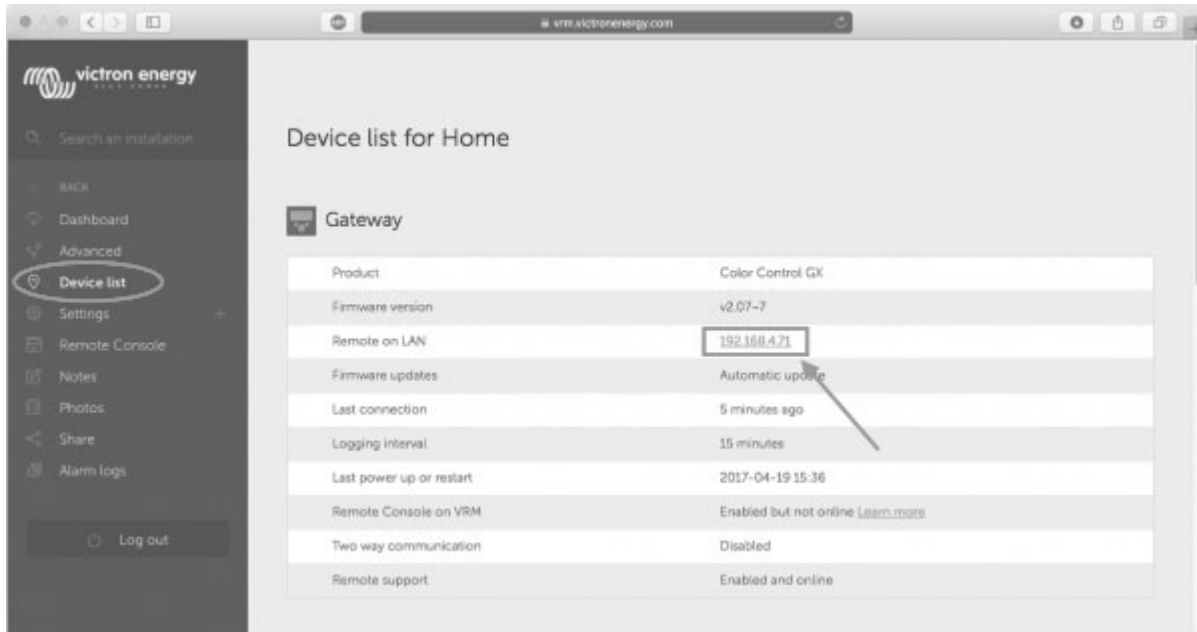 vrm.victronenergy.com
victron energy
BLUE POWER
Search an installation
BACK
Dashboard
Advanced
Device list
Settings
Remote Console
Notes
Photos
Share
Alarm logs
Log out
Device list for Home
Gateway
Product Color Control GX
Firmware version v2.07-7
Remote on LAN 192.168.4.71
Firmware updates Automatic update
Last connection 5 minutes ago
Logging interval 15 minutes
Last power up or restart 2017-04-19 15:36
Remote Console on VRM Enabled but not online Learn more
Two way communication Disabled
Remote support Enabled and online